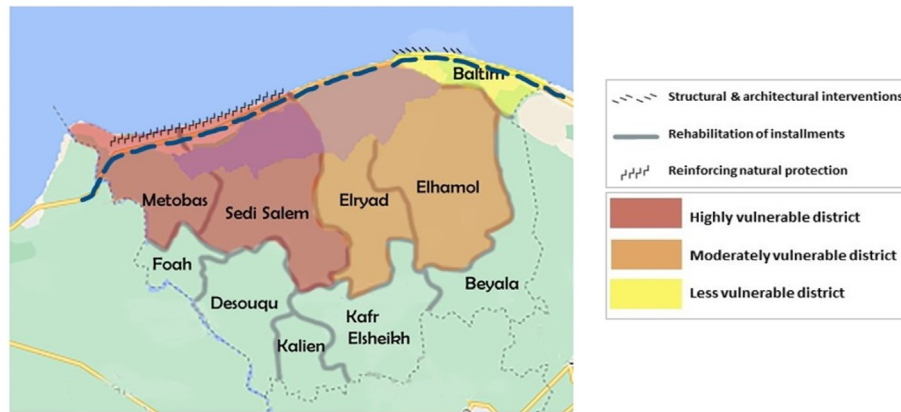 Baltim
Metobas
Sedi Salem
Elryad
Elhamol
Foah
Desouqu
Beyala
Kafr
Elsheikh
Kalien
Structural & architectural interventions
Rehabilitation of installments
Reinforcing natural protection
Highly vulnerable district
Moderately vulnerable district
Less vulnerable district